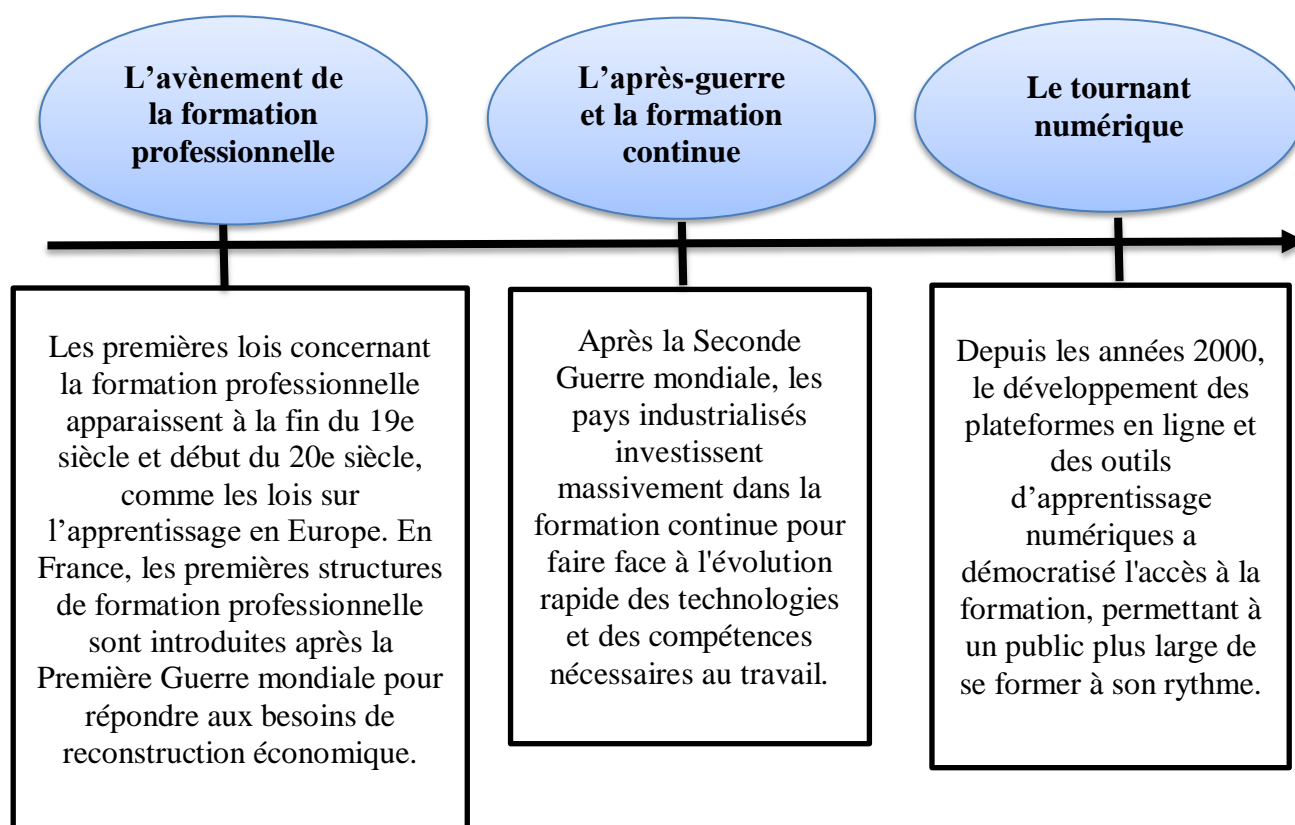 L’avènement de
la formation
professionnelle
L’après-guerre
et la formation
continue
Le tournant
numérique
Les premières lois concernant
la formation professionnelle
apparaissent à la fin du 19e
siècle et début du 20e siècle,
comme les lois sur
l’apprentissage en Europe. En
France, les premières structures
de formation professionnelle
sont introduites après la
Première Guerre mondiale pour
répondre aux besoins de
reconstruction économique.
Après la Seconde
Guerre mondiale, les
pays industrialisés
investissent
massivement dans la
formation continue pour
faire face à l'évolution
rapide des technologies
et des compétences
nécessaires au travail.
Depuis les années 2000,
le développement des
plateformes en ligne et
des outils
d’apprentissage
numériques a
démocratisé l'accès à la
formation, permettant à
un public plus large de
se former à son rythme.